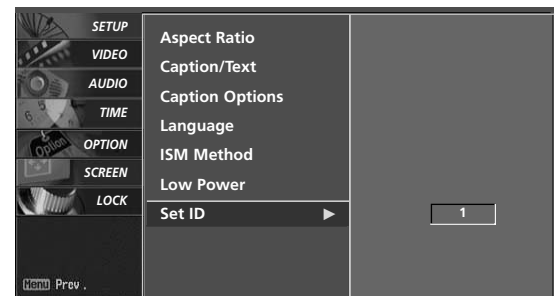 SETUP
VIDEO
AUDIO
TIME
OPTION
SCREEN
LOCK
Option
Menu Prev .
Aspect Ratio
Caption/Text
Caption Options
Language
ISM Method
Low Power
Set ID ►
1